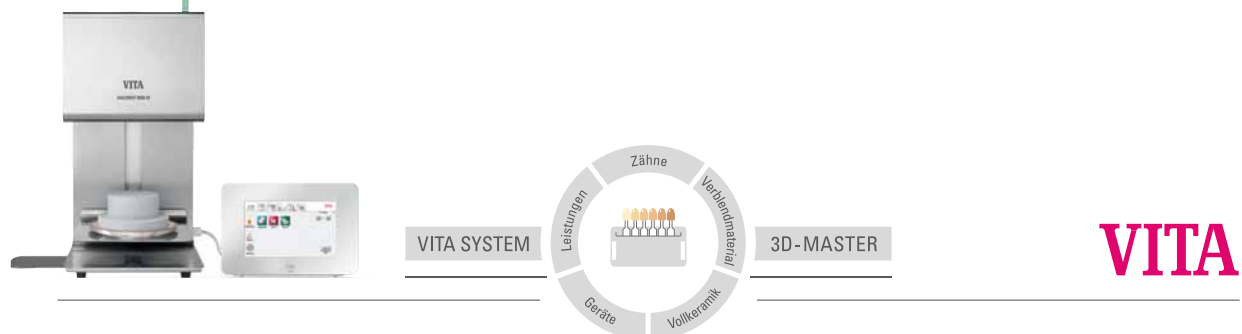 VITA
Zähne
Leistungen
Verblendmaterial
VITA SYSTEM
3D-MASTER
VITA
Geräte
Vollkeramik